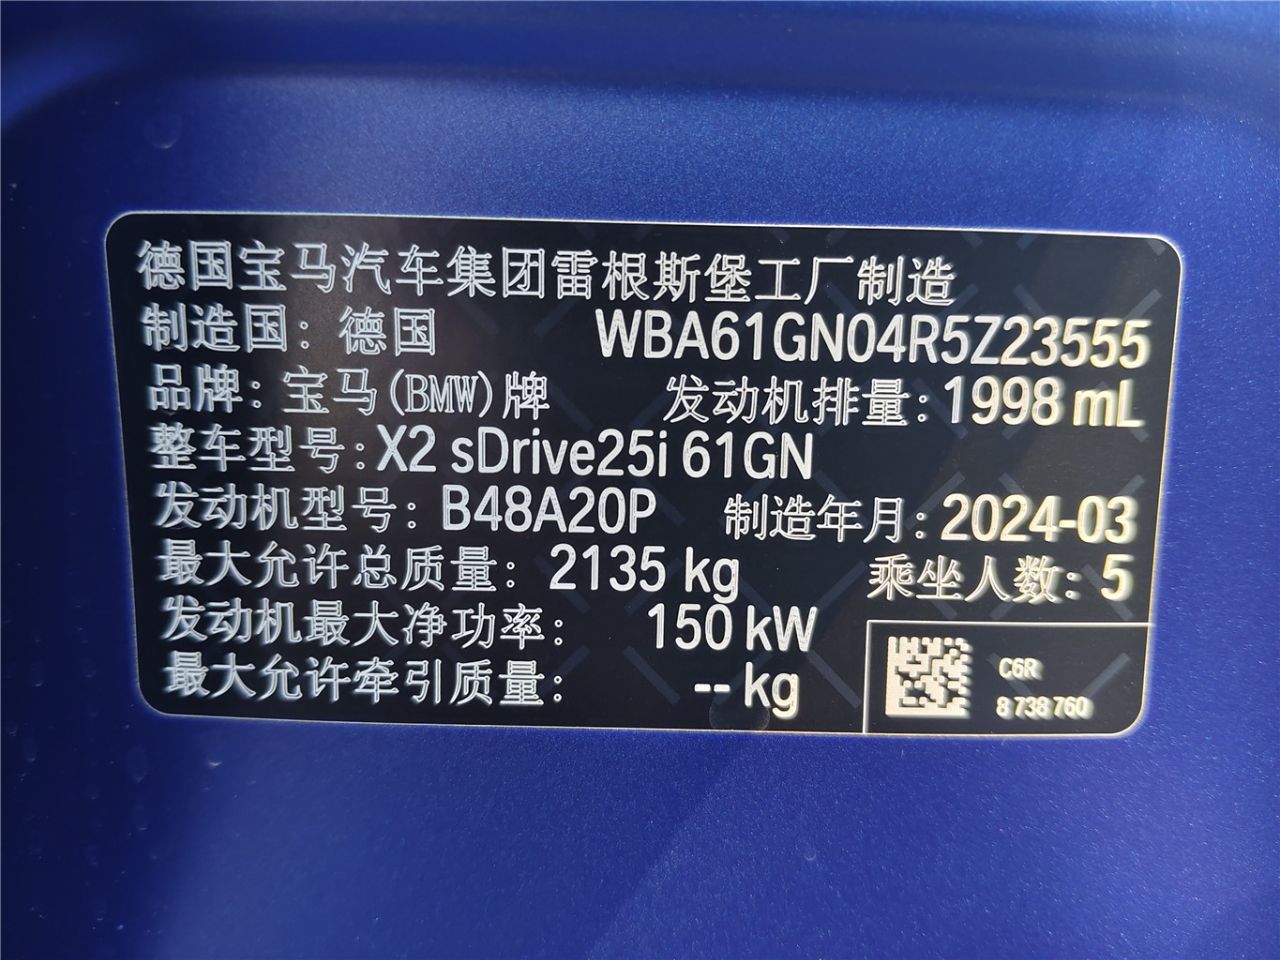 德国宝马汽车集团雷根斯堡工厂制造
制造国：德国 WBA61GN04R5Z23555
品牌：宝马(BMW)牌 发动机排量：1998 mL
整车型号：X2 sDrive25i 61GN
发动机型号：B48A20P 制造年月：2024-03
最大允许总质量：2135 kg 乘坐人数：5
发动机最大净功率：150 kW
最大允许牵引质量：-- kg
C6R
8 738 760